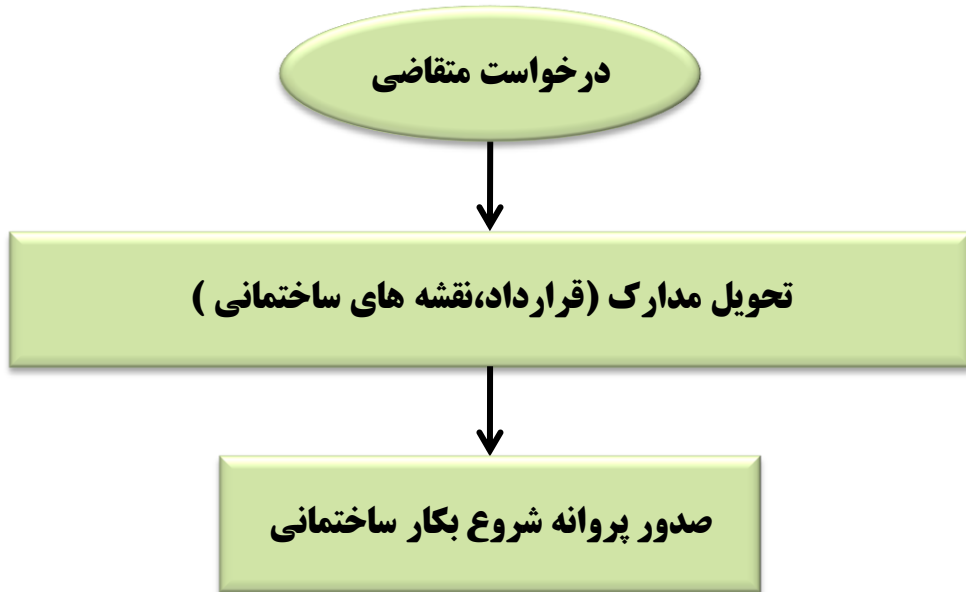 درخواست متقاضی
تحویل مدارک (قرارداد،نقشه های ساختمانی )
صدور پروانه شروع بکار ساختمانی